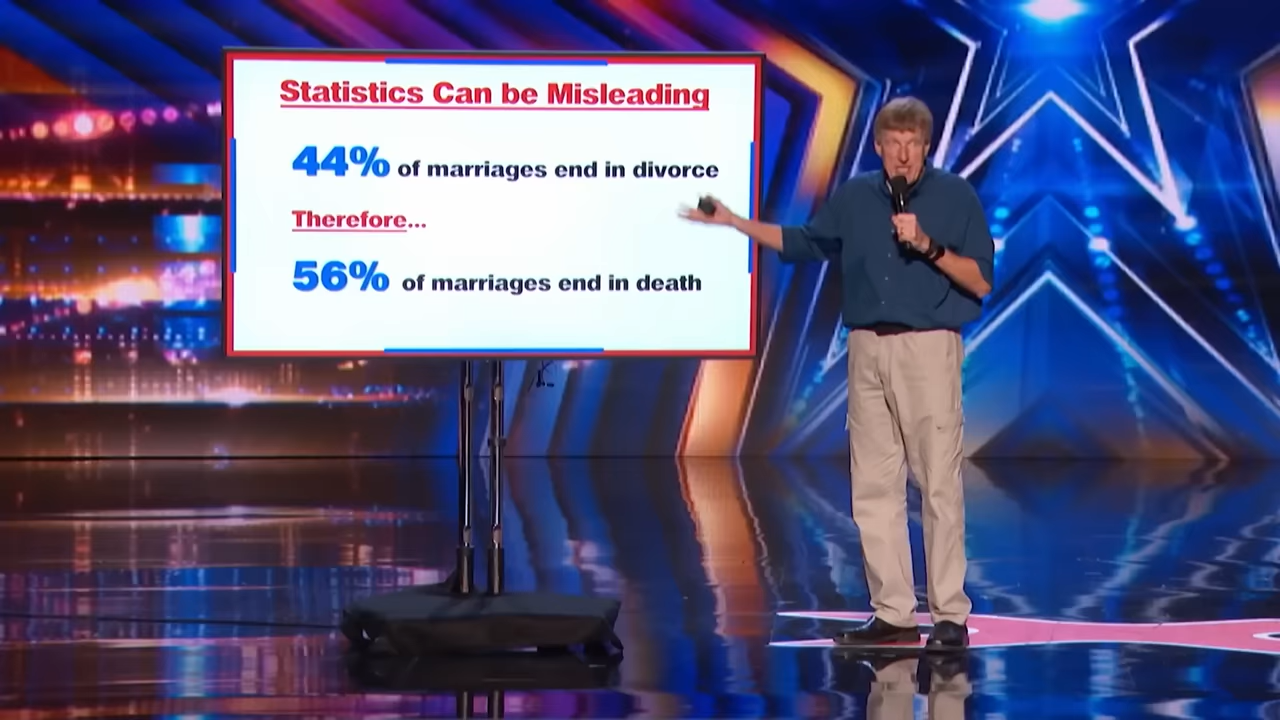 Statistics Can be Misleading
44% of marriages end in divorce
Therefore...
56% of marriages end in death